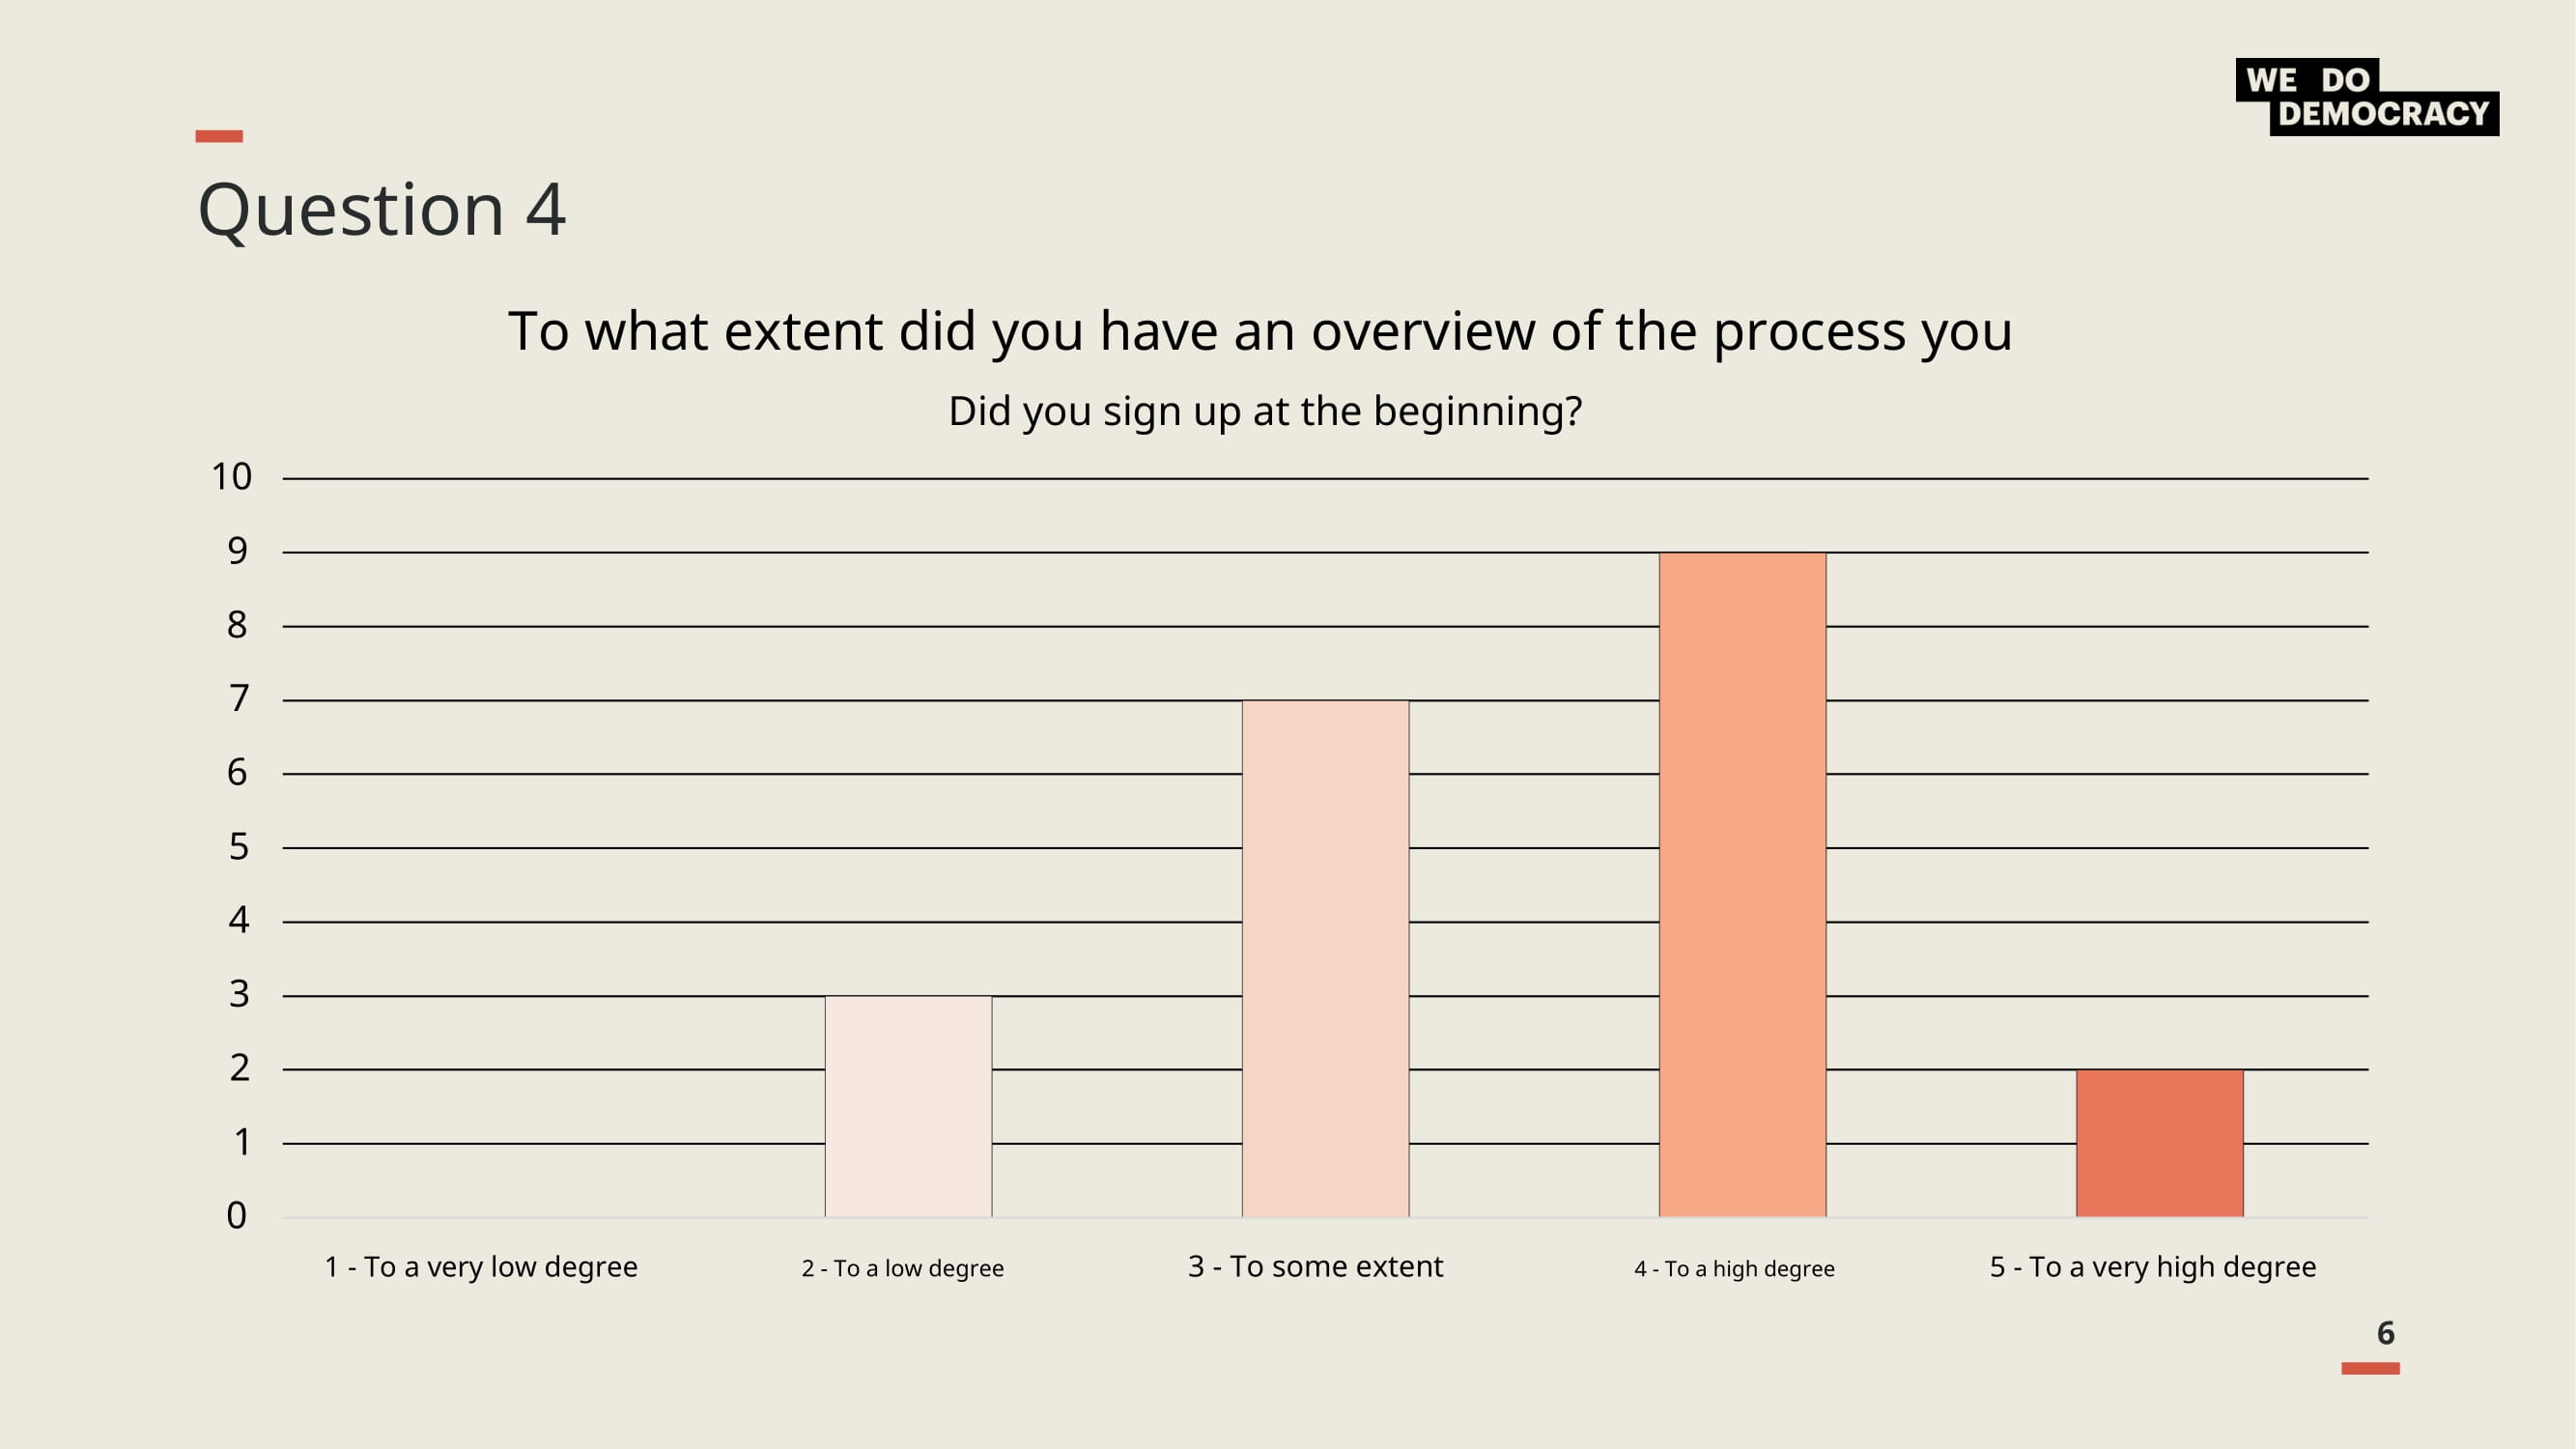 WE DO
DEMOCRACY
Question 4
To what extent did you have an overview of the process you
Did you sign up at the beginning?
10
9
8
7
6
5
4
3
2
1
0
1 - To a very low degree
2 - To a low degree
3 - To some extent
4 - To a high degree
5 - To a very high degree
6